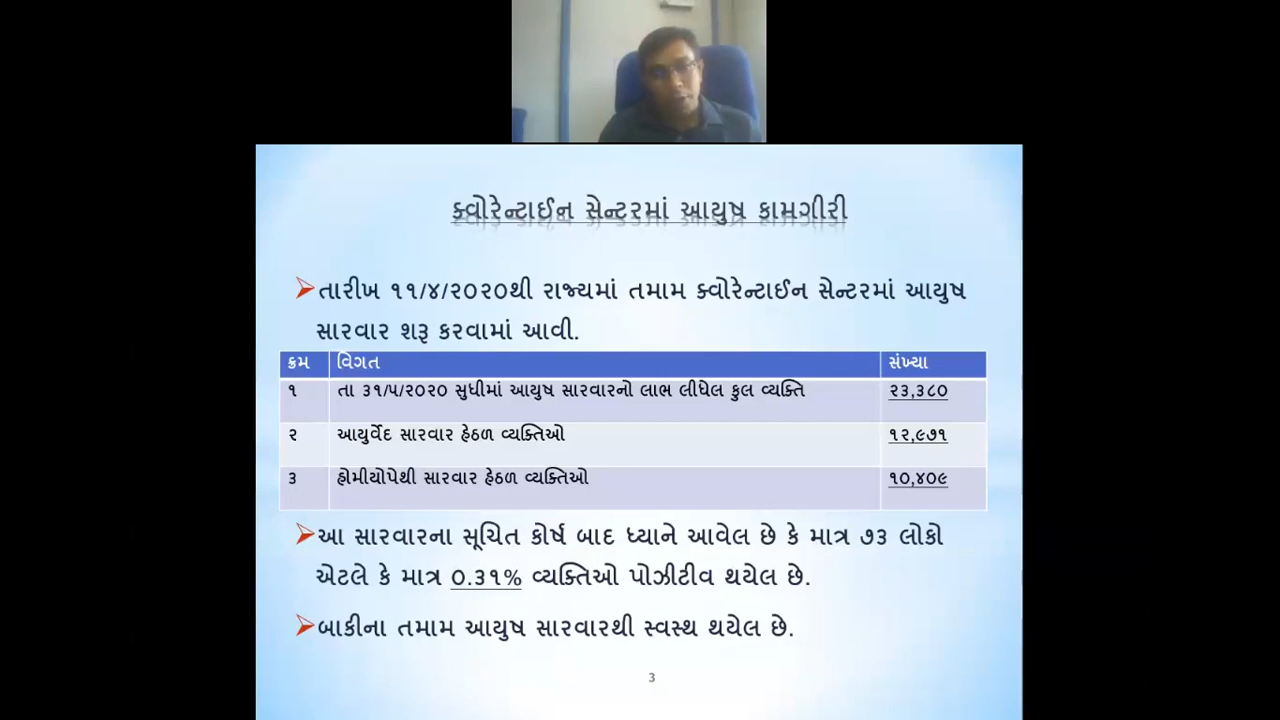 ક્વોરેન્ટાઈન સેન્ટરમાં આયુષ કામગીરી
➢તારીખ ૧૧/૪/૨૦૨૦થી રાજ્યમાં તમામ ક્વોરેન્ટાઈન સેન્ટરમાં આયુષ
સારવાર શરૂ કરવામાં આવી.
ક્રમ વિગત સંખ્યા
૧ તા ૩૧/૫/૨૦૨૦ સુધીમાં આયુષ સારવારનો લાભ લીધેલ કુલ વ્યક્તિ ૨૩,૩૮૦
૨ આયુર્વેદ સારવાર હેઠળ વ્યક્તિઓ ૧૨,૯૭૧
૩ હોમીયોપેથી સારવાર હેઠળ વ્યક્તિઓ ૧૦,૪૦૯
➢આ સારવારના સૂચિત કોર્ષ બાદ ધ્યાને આવેલ છે કે માત્ર ૭૩ લોકો
એટલે કે માત્ર ૦.૩૧% વ્યક્તિઓ પોઝીટીવ થયેલ છે.
➢બાકીના તમામ આયુષ સારવારથી સ્વસ્થ થયેલ છે.
3